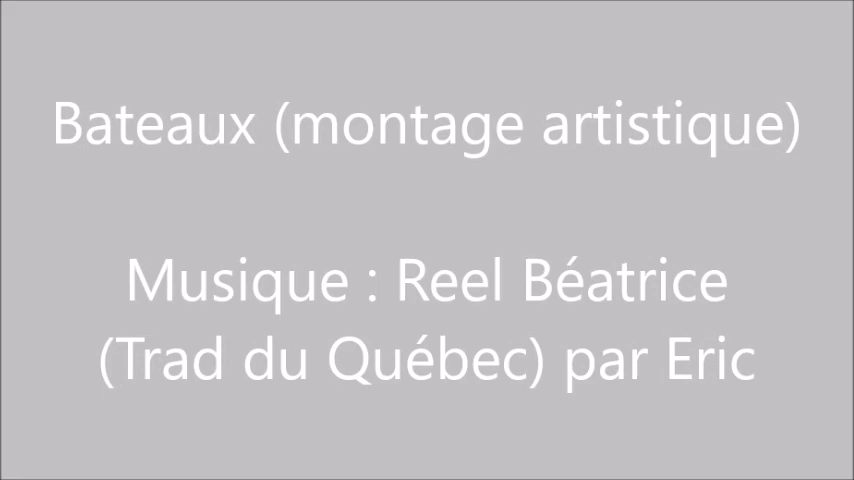 Bateaux (montage artistique)
Musique : Reel Béatrice
(Trad du Québec) par Eric